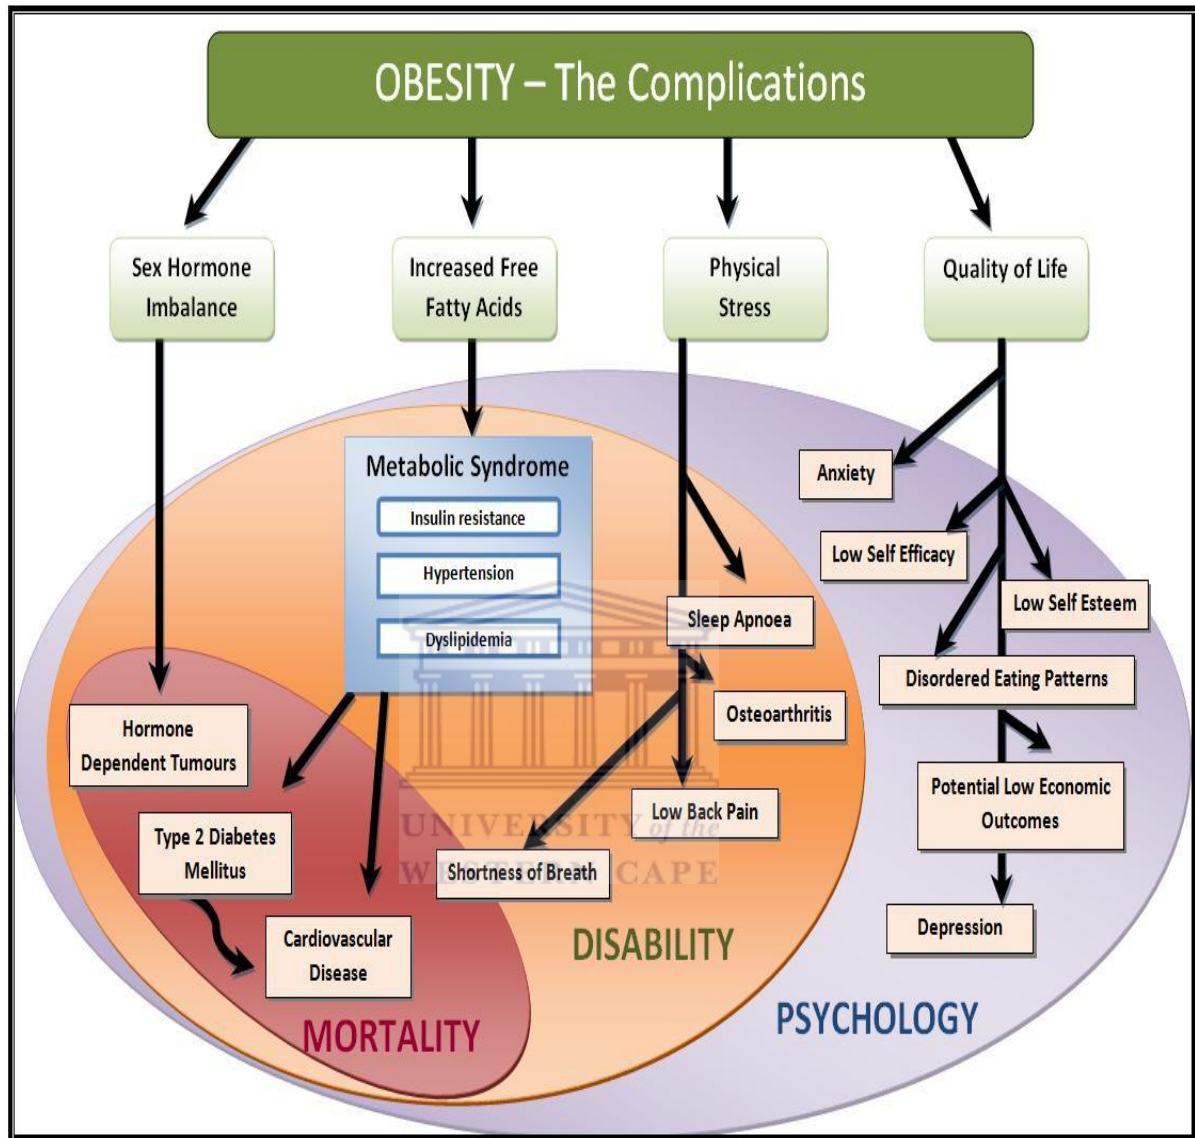 OBESITY – The Complications
Sex Hormone
Imbalance
Increased Free
Fatty Acids
Physical
Stress
Quality of Life
Metabolic Syndrome
Insulin resistance
Hypertension
Dyslipidemia
Anxiety
Low Self Efficacy
Low Self Esteem
Sleep Apnoea
Disordered Eating Patterns
Osteoarthritis
Hormone
Dependent Tumours
Low Back Pain
Potential Low Economic
Outcomes
Type 2 Diabetes
Mellitus
Shortness of Breath
UNIVERSITY of the
WESTERN CAPE
Cardiovascular
Disease
Depression
DISABILITY
PSYCHOLOGY
MORTALITY